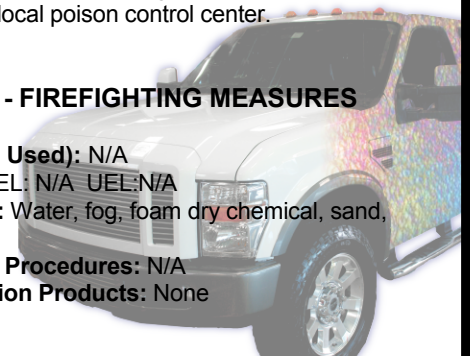 local poison control center.
- FIREFIGHTING MEASURES
Used): N/A
EL: N/A UEL:N/A
: Water, fog, foam dry chemical, sand,
Procedures: N/A
ion Products: None